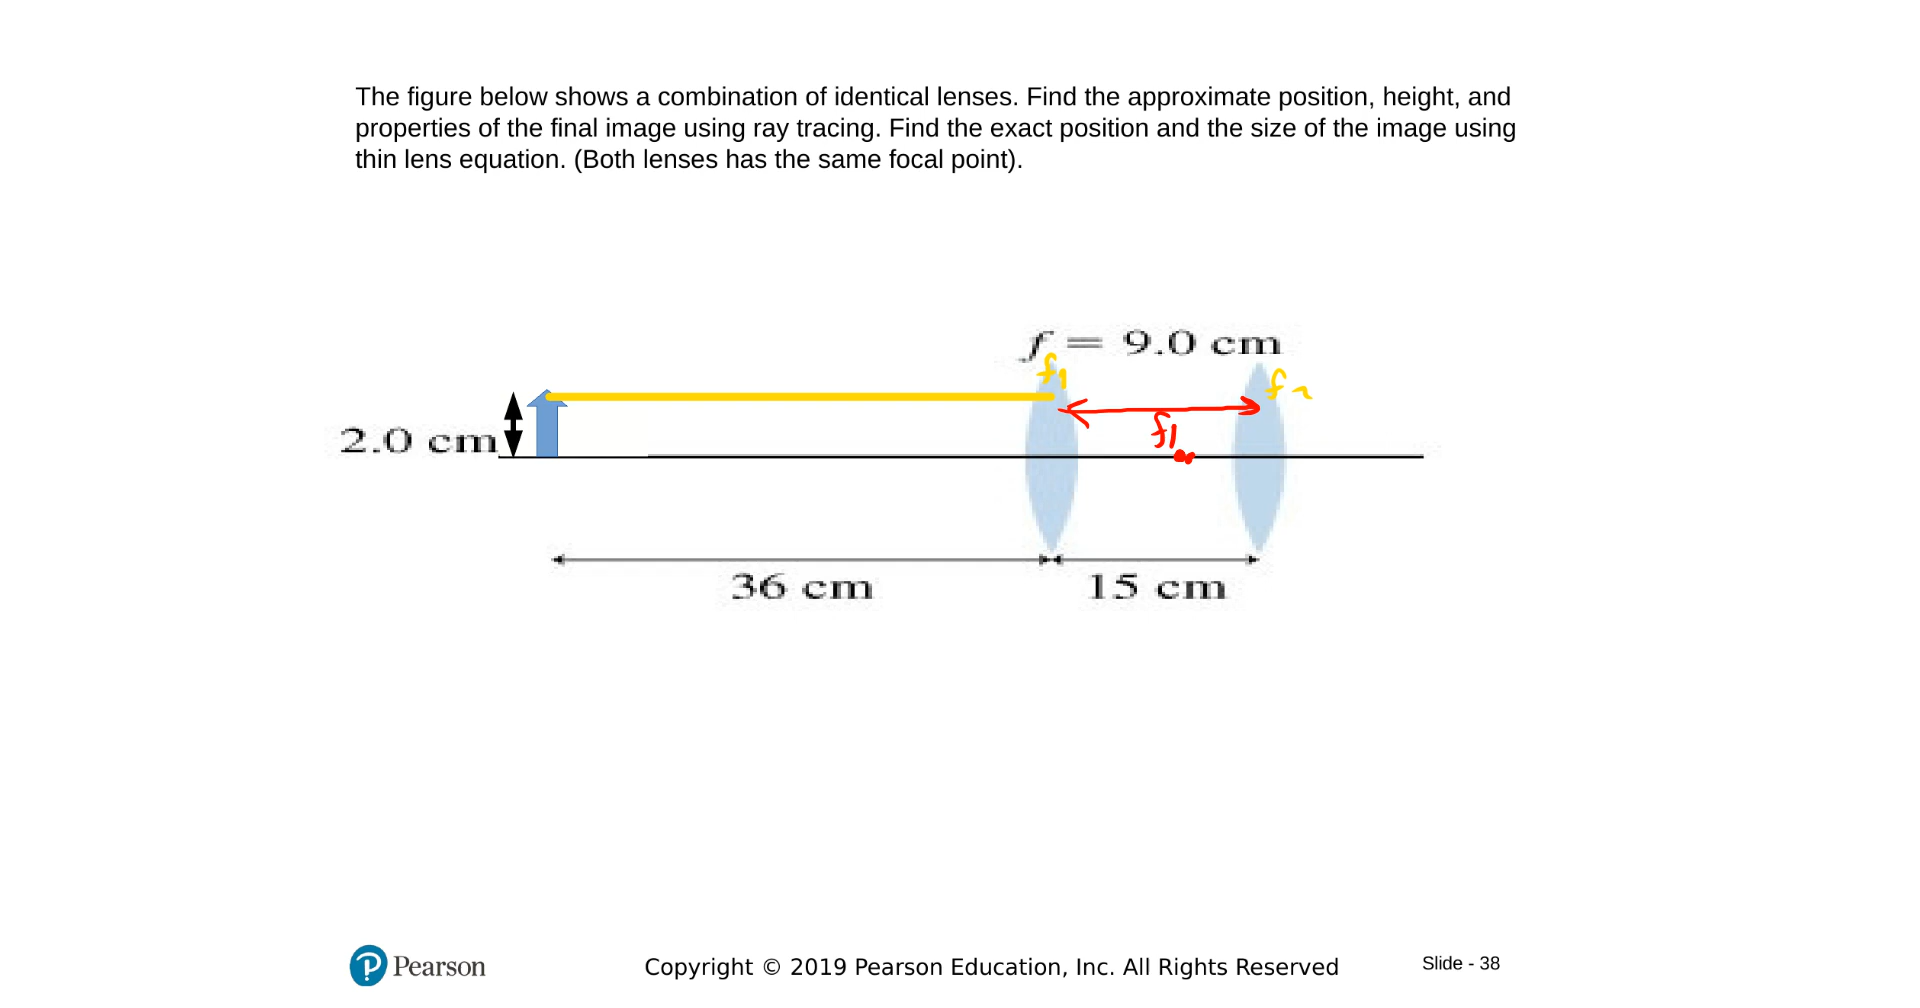 The figure below shows a combination of identical lenses. Find the approximate position, height, and
properties of the final image using ray tracing. Find the exact position and the size of the image using
thin lens equation. (Both lenses has the same focal point).
f = 9.0 cm
f1
f2
f1
2.0 cm
36 cm
15 cm
Pearson
Copyright © 2019 Pearson Education, Inc. All Rights Reserved
Slide - 38